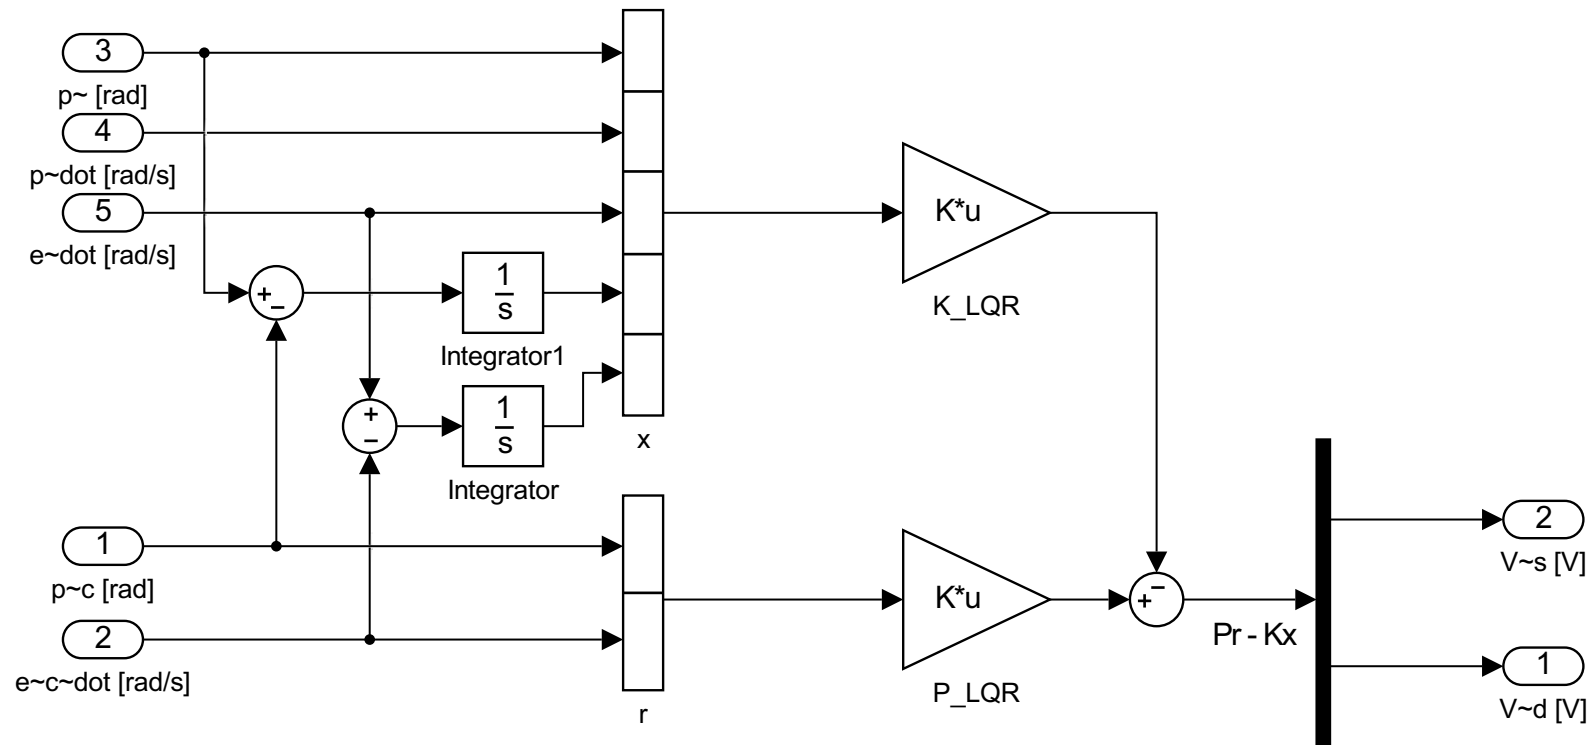 3
p~ [rad]
4
p~dot [rad/s]
5
e~dot [rad/s]
+
−
1
s
Integrator1
+
−
1
s
Integrator
x
K*u
K_LQR
1
p~c [rad]
2
e~c~dot [rad/s]
r
K*u
P_LQR
−
+
Pr - Kx
2
V~s [V]
1
V~d [V]